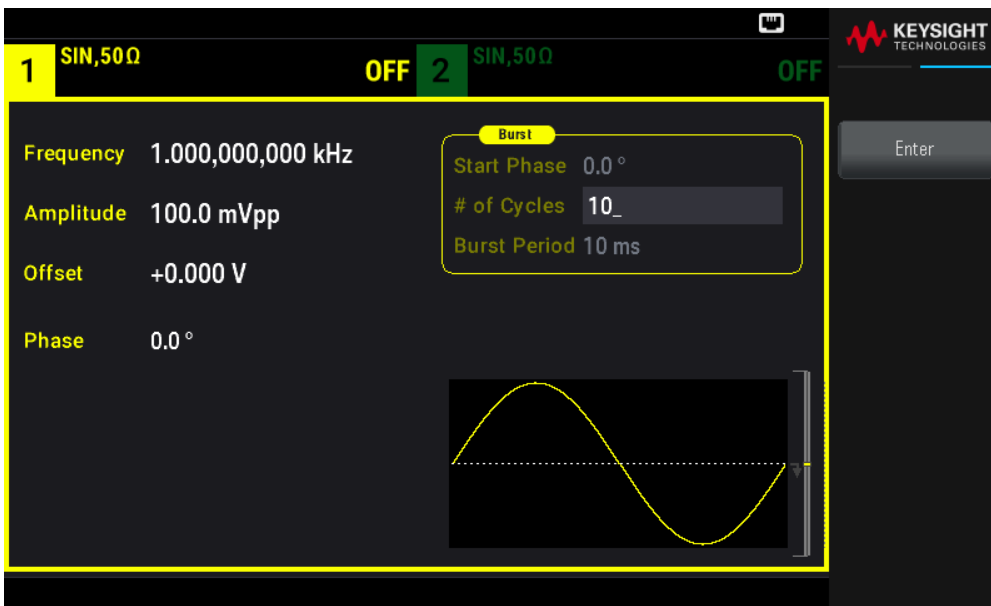 KEYSIGHT
TECHNOLOGIES
1 SIN,50Ω OFF 2 SIN,50Ω OFF
Burst
Frequency 1.000,000,000 kHz
Start Phase 0.0 °
Enter
Amplitude 100.0 mVpp
# of Cycles 10_
Burst Period 10 ms
Offset +0.000 V
Phase 0.0 °